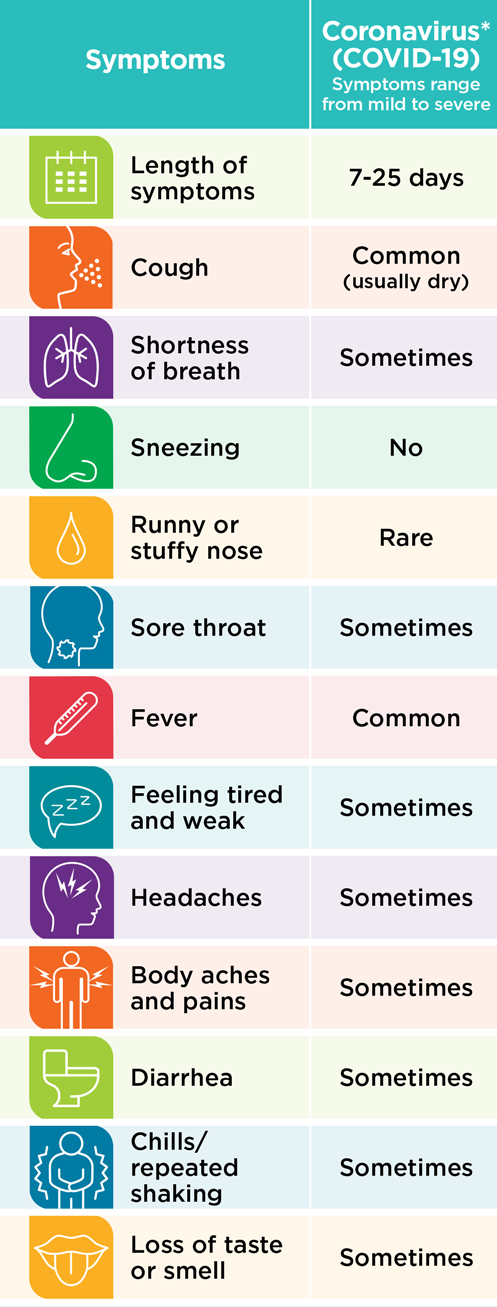 Symptoms
Coronavirus*
(COVID-19)
Symptoms range
from mild to severe
Length of
symptoms
7-25 days
Cough
Common
(usually dry)
Shortness
of breath
Sometimes
Sneezing
No
Runny or
stuffy nose
Rare
Sore throat
Sometimes
Fever
Common
z z z
Feeling tired
and weak
Sometimes
Headaches
Sometimes
Body aches
and pains
Sometimes
Diarrhea
Sometimes
Chills/
repeated
shaking
Sometimes
Loss of taste
or smell
Sometimes